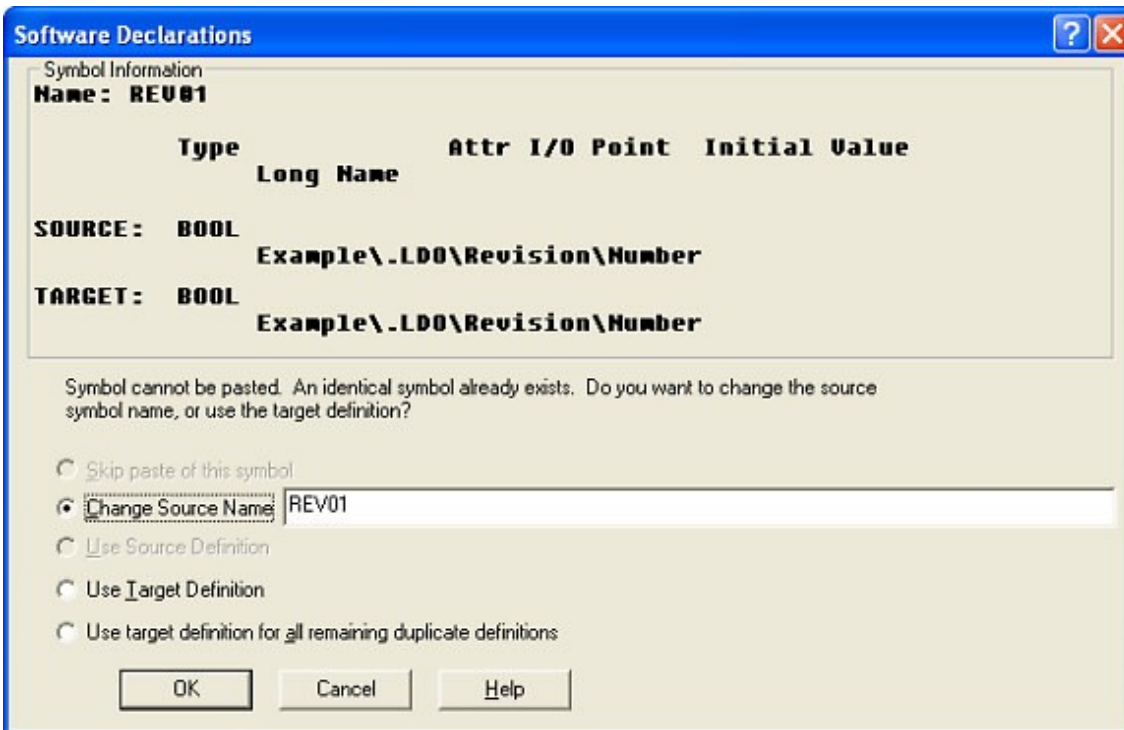 Software Declarations
Symbol Information
Name: REV01
Type Attr I/O Point Initial Value
Long Name
SOURCE: BOOL
Example\.LDO\Revision\Number
TARGET: BOOL
Example\.LDO\Revision\Number
Symbol cannot be pasted. An identical symbol already exists. Do you want to change the source
symbol name, or use the target definition?
Skip paste of this symbol
Change Source Name REV01
Use Source Definition
Use Target Definition
Use target definition for all remaining duplicate definitions
OK Cancel Help